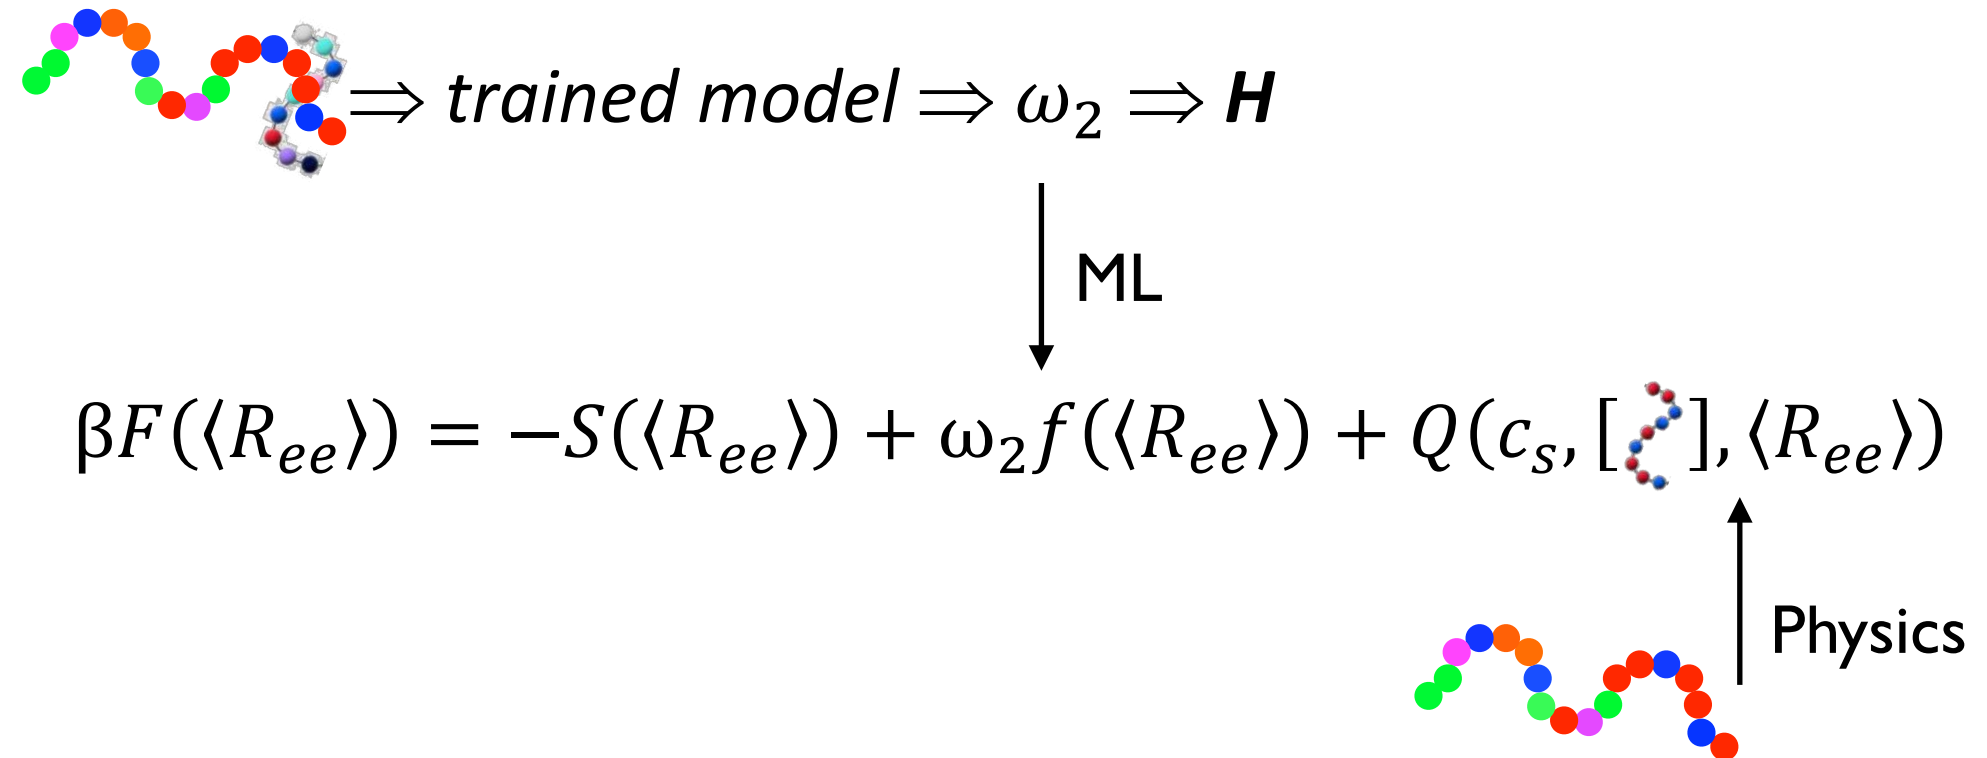 ⇒ trained model ⇒ ω₂ ⇒ H
ML
βF(⟨Rₑₑ⟩) = −S(⟨Rₑₑ⟩) + ω₂f(⟨Rₑₑ⟩) + Q(cₛ, [ ], ⟨Rₑₑ⟩)
Physics